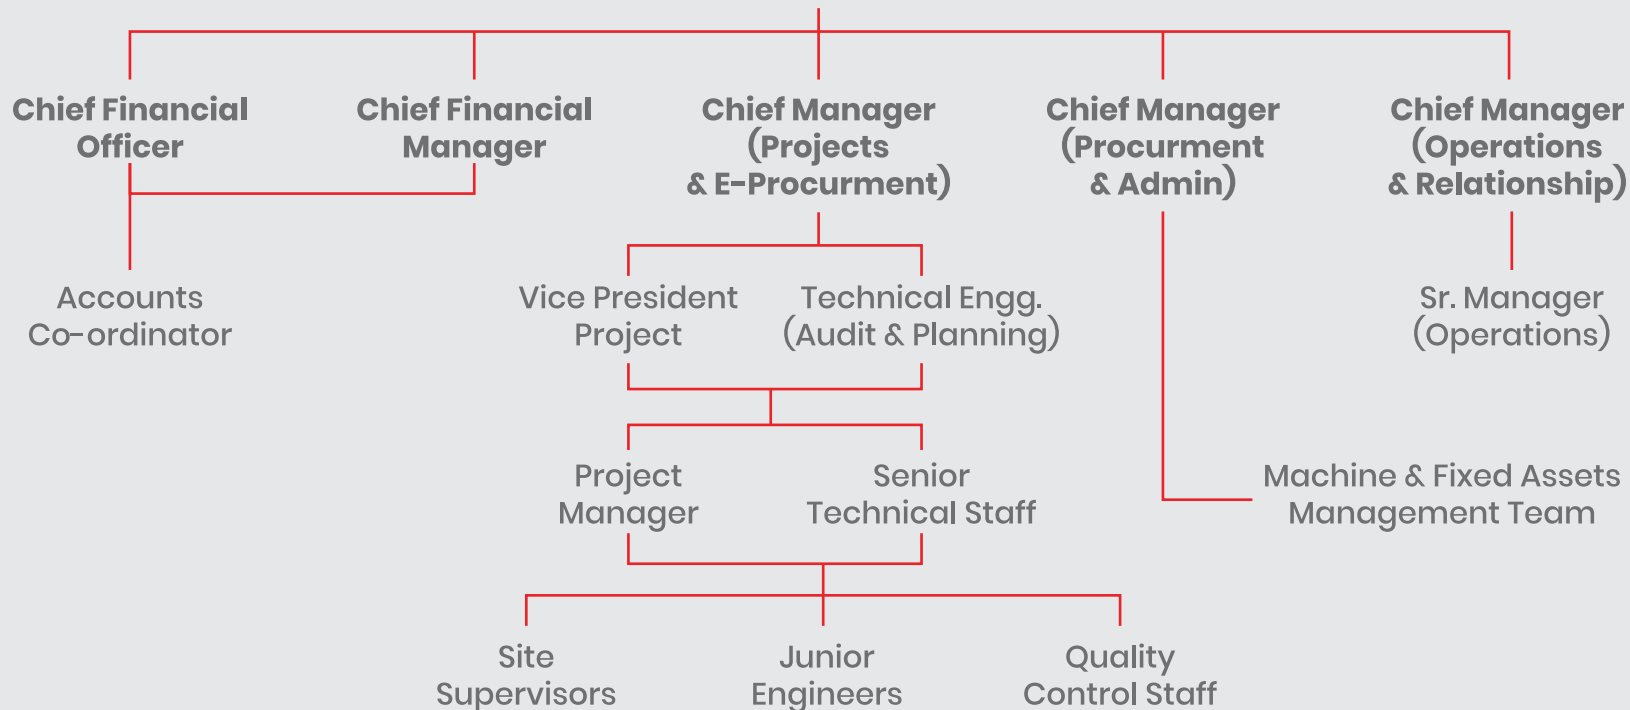 Chief Financial
Officer
Chief Financial
Manager
Chief Manager
(Projects
& E-Procurment)
Chief Manager
(Procurment
& Admin)
Chief Manager
(Operations
& Relationship)
Accounts
Co-ordinator
Vice President
Project
Technical Engg.
(Audit & Planning)
Sr. Manager
(Operations)
Project
Manager
Senior
Technical Staff
Machine & Fixed Assets
Management Team
Site
Supervisors
Junior
Engineers
Quality
Control Staff